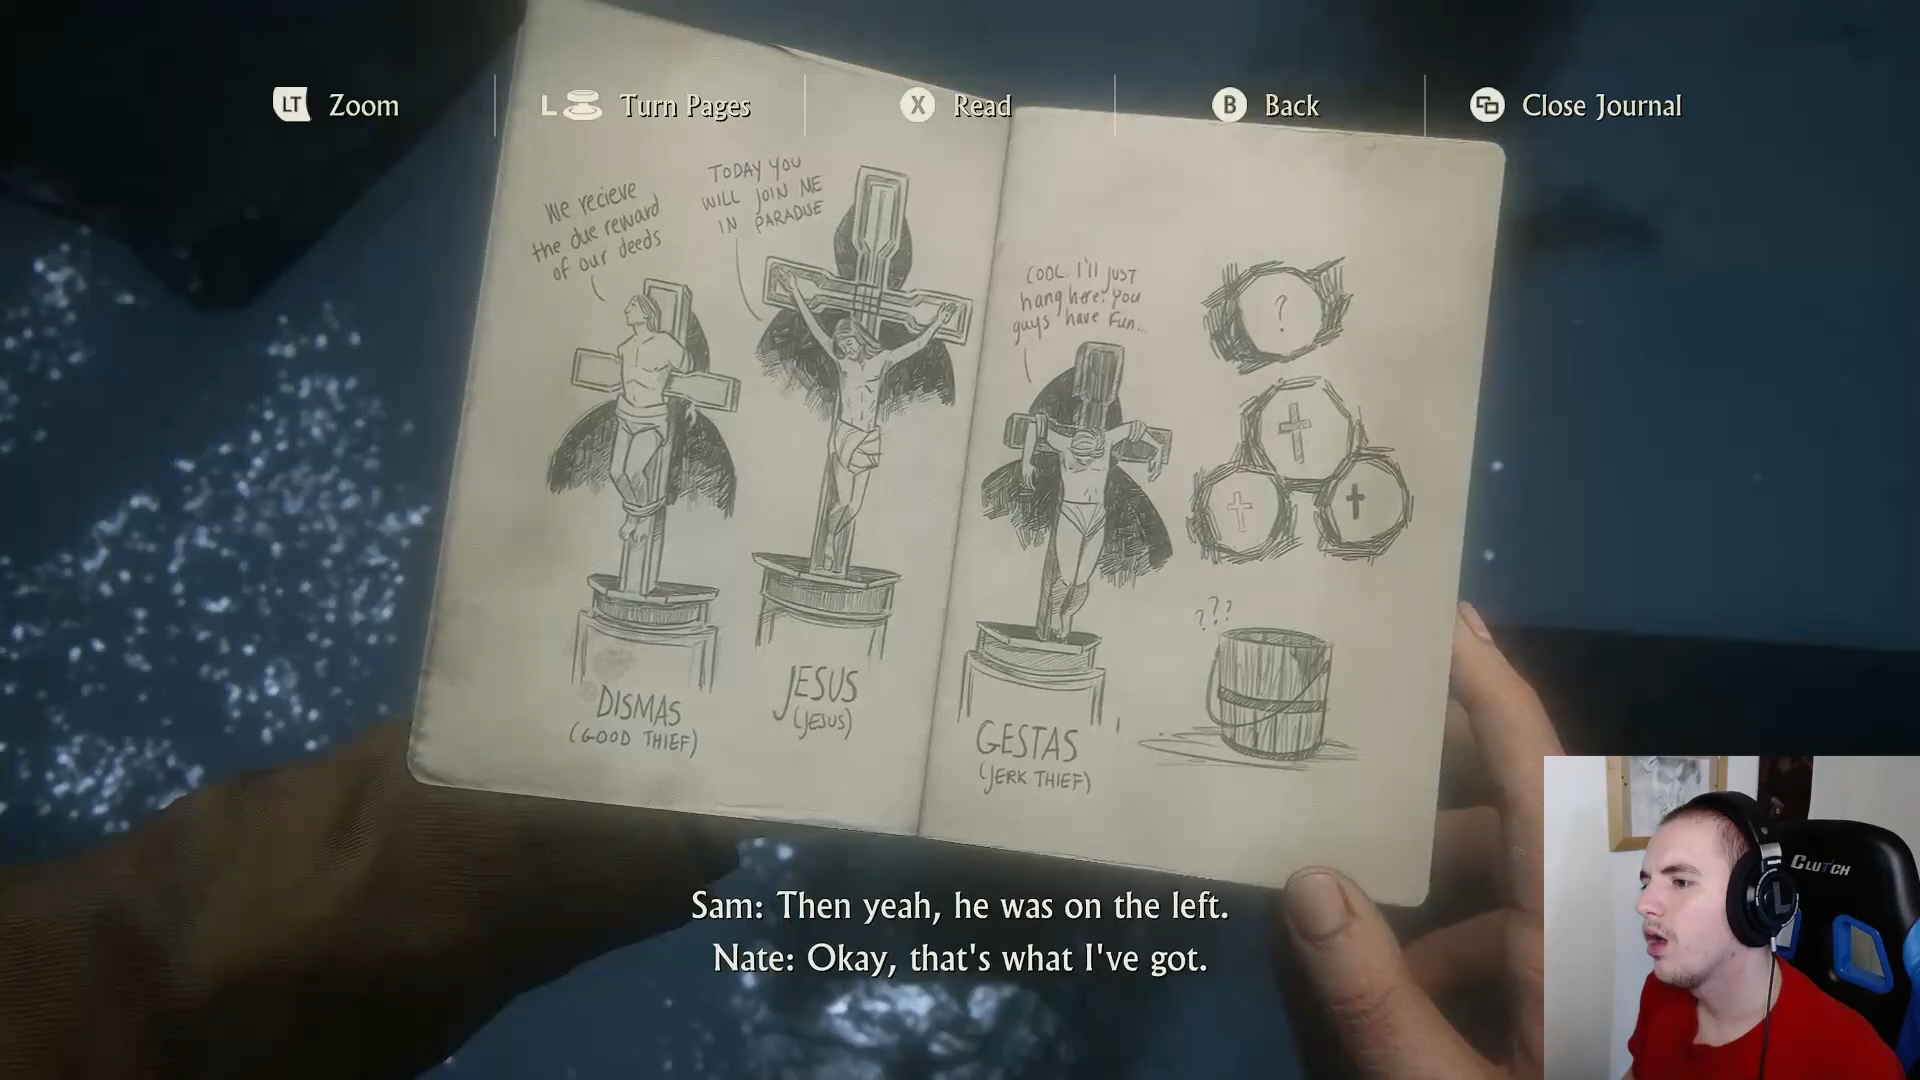 LT Zoom
L Turn Pages
X Read
B Back
Close Journal
We recieve
the due reward
of our deeds
TODAY YOU
WILL JOIN ME
IN PARADISE
COOL. I'll JUST
hang here. You
guys have fun...
?
???
DISMAS
(GOOD THIEF)
JESUS
(JESUS)
GESTAS
(JERK THIEF)
Sam: Then yeah, he was on the left.
Nate: Okay, that's what I've got.
CLUTCH
L